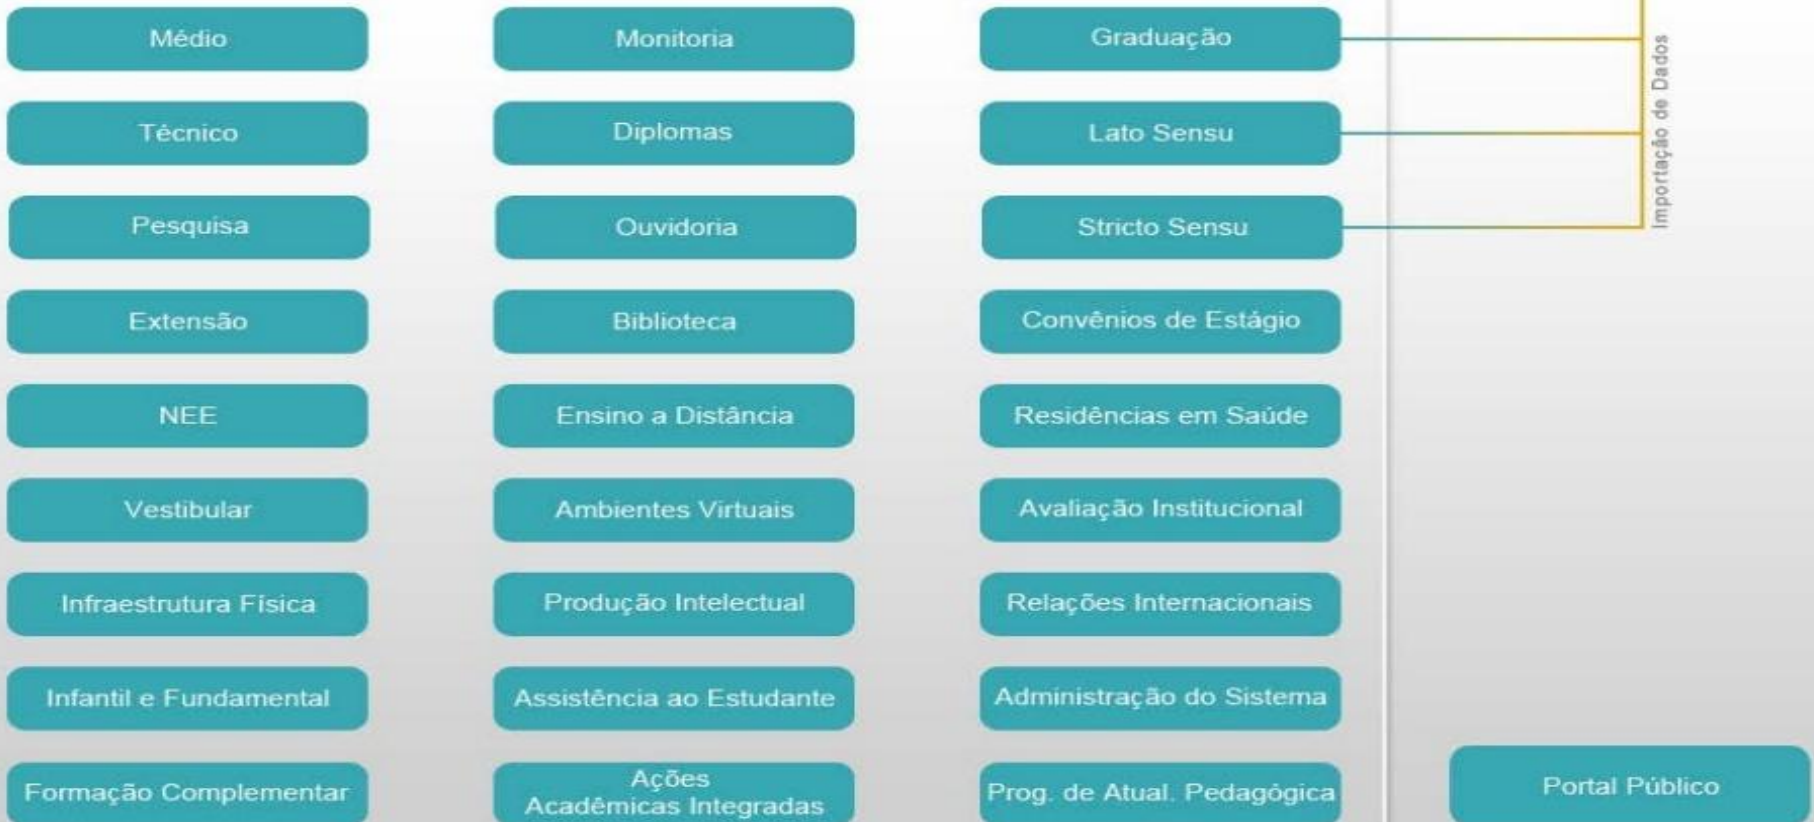 Médio
Monitoria
Graduação
Técnico
Diplomas
Lato Sensu
Pesquisa
Ouvidoria
Stricto Sensu
Importação de Dados
Extensão
Biblioteca
Convênios de Estágio
NEE
Ensino a Distância
Residências em Saúde
Vestibular
Ambientes Virtuais
Avaliação Institucional
Infraestrutura Física
Produção Intelectual
Relações Internacionais
Infantil e Fundamental
Assistência ao Estudante
Administração do Sistema
Formação Complementar
Ações
Acadêmicas Integradas
Prog. de Atual. Pedagógica
Portal Público